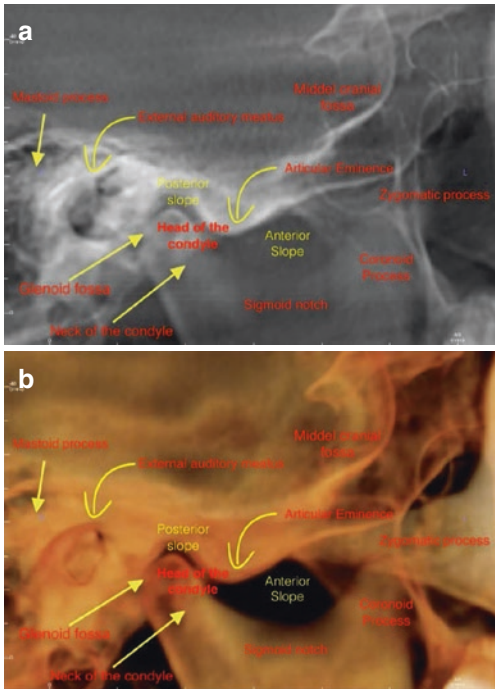 a
Middel cranial
fossa
Mastoid process
External auditory meatus
Articular Eminence
Posterior
slope
Zygomatic process
Head of the
condyle
Anterior
Slope
Coronoid
Process
Glenoid fossa
Sigmoid notch
Neck of the condyle
L
b
Middel cranial
fossa
Mastoid process
External auditory meatus
Articular Eminence
Posterior
slope
Zygomatic process
Head of the
condyle
Anterior
Slope
Coronoid
Process
Glenoid fossa
Sigmoid notch
Neck of the condyle